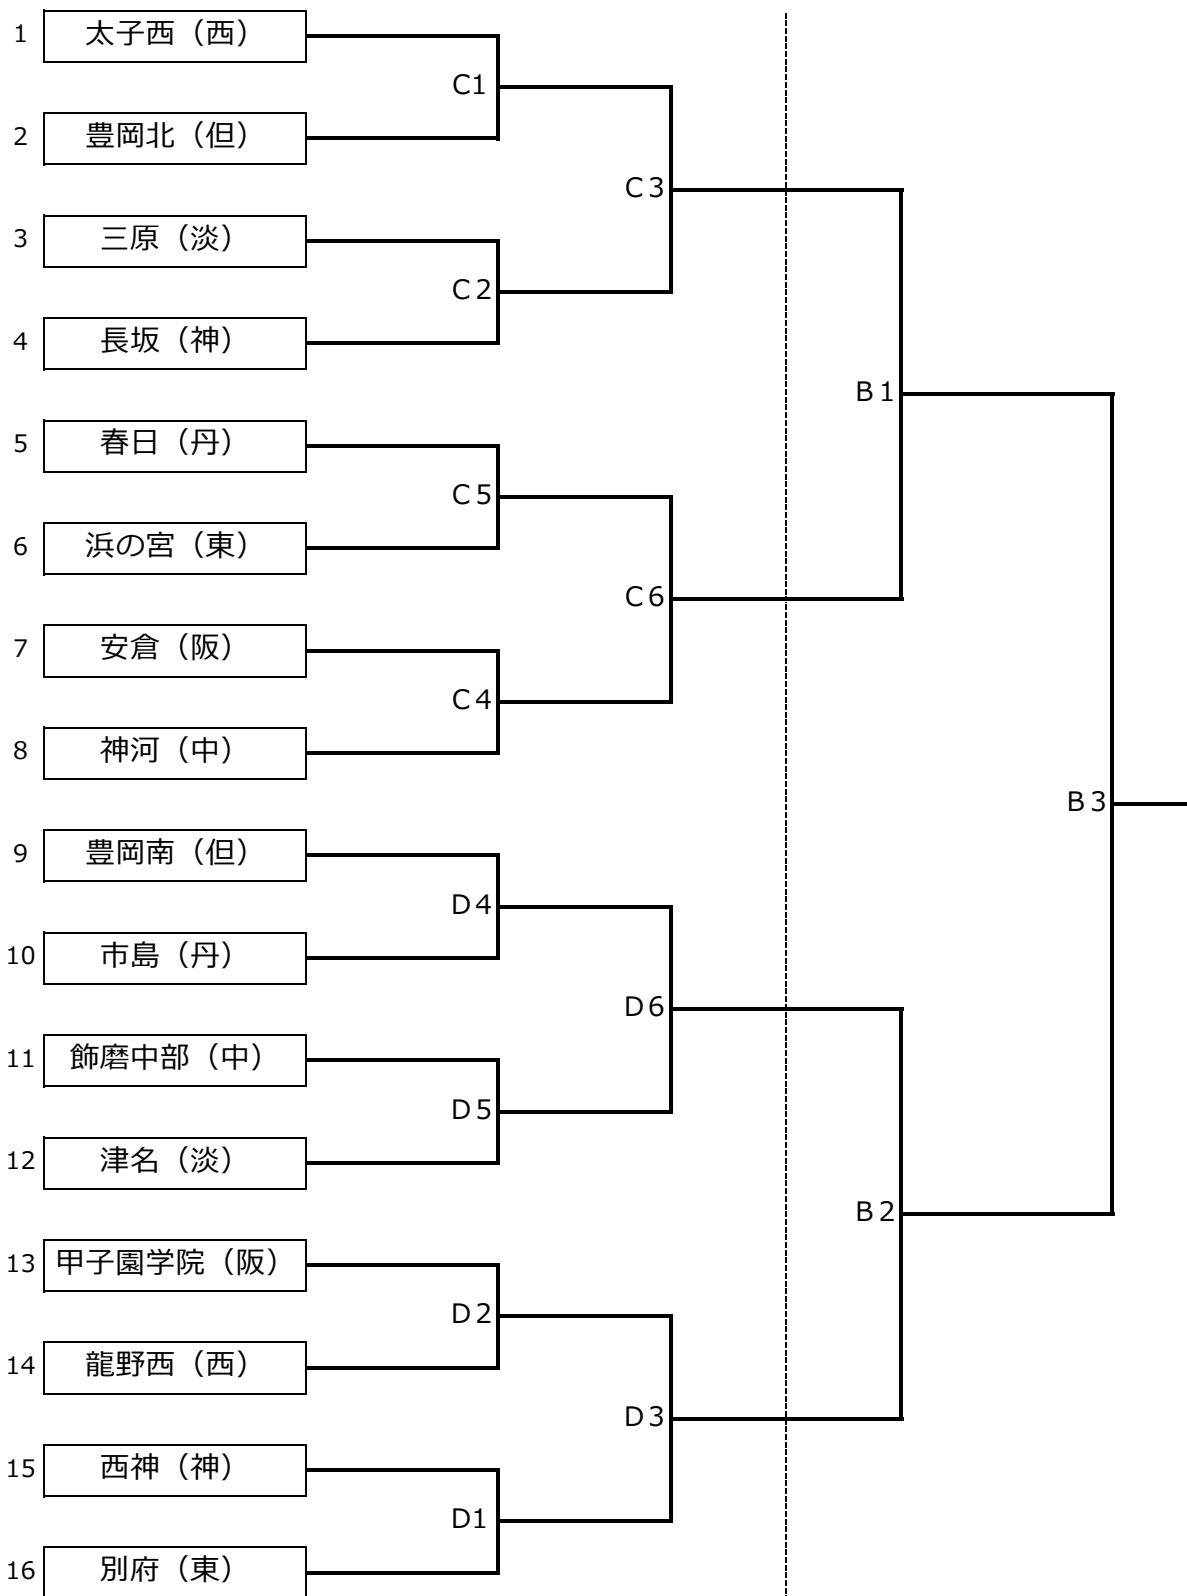 1 太子西（西）
C1
2 豊岡北（但）
C3
3 三原（淡）
C2
4 長坂（神）
B1
5 春日（丹）
C5
6 浜の宮（東）
C6
7 安倉（阪）
C4
8 神河（中）
B3
9 豊岡南（但）
D4
10 市島（丹）
D6
11 飾磨中部（中）
D5
12 津名（淡）
B2
13 甲子園学院（阪）
D2
14 龍野西（西）
D3
15 西神（神）
D1
16 別府（東）